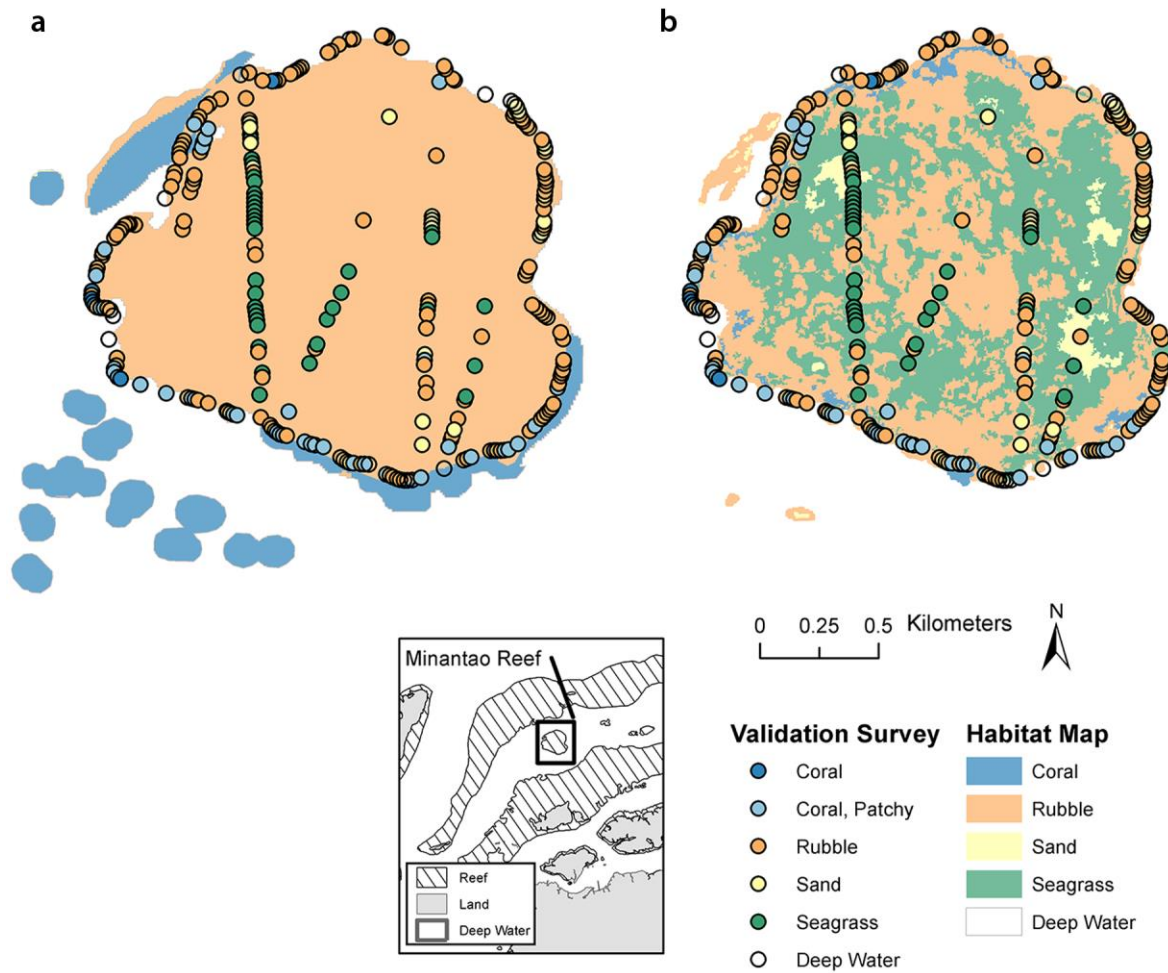 a
b
Minantao Reef
Reef
Land
Deep Water
0 0.25 0.5 Kilometers
N
Validation Survey
Coral
Coral, Patchy
Rubble
Sand
Seagrass
Deep Water
Habitat Map
Coral
Rubble
Sand
Seagrass
Deep Water